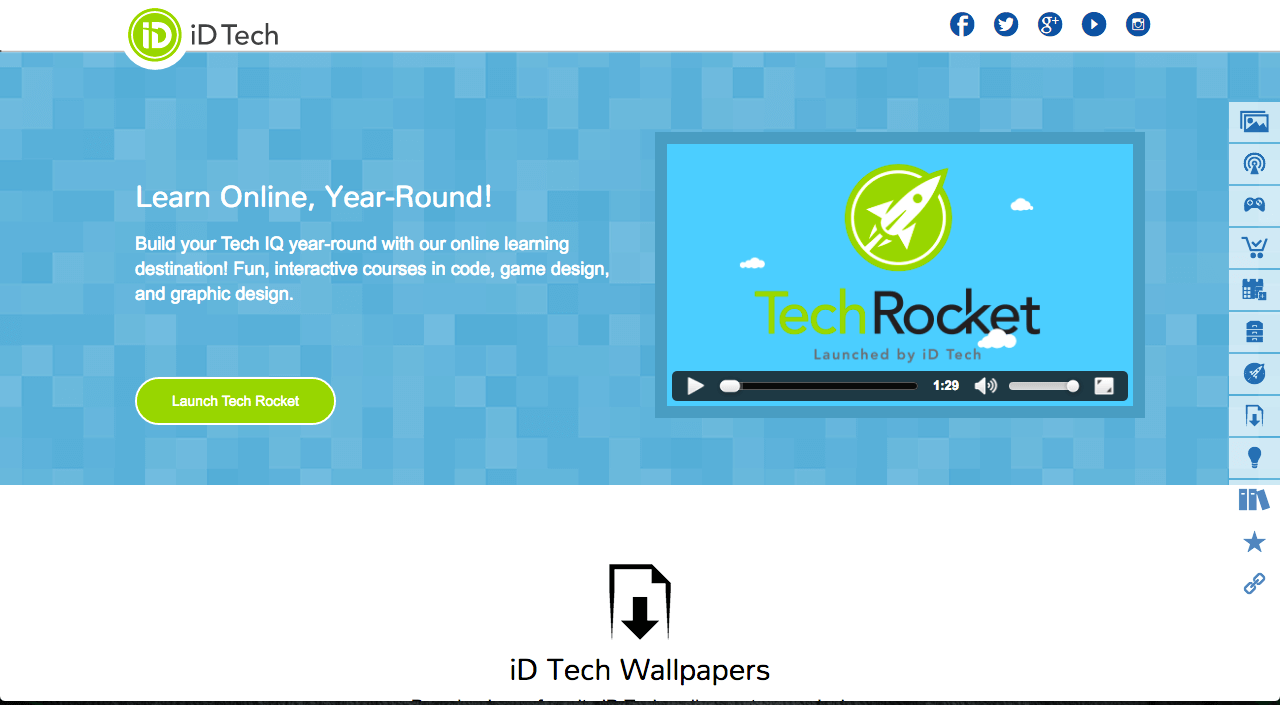 iD iD Tech
Learn Online, Year-Round!
Build your Tech IQ year-round with our online learning
destination! Fun, interactive courses in code, game design,
and graphic design.
Launch Tech Rocket
TechRocket
Launched by iD Tech
1:29
iD Tech Wallpapers